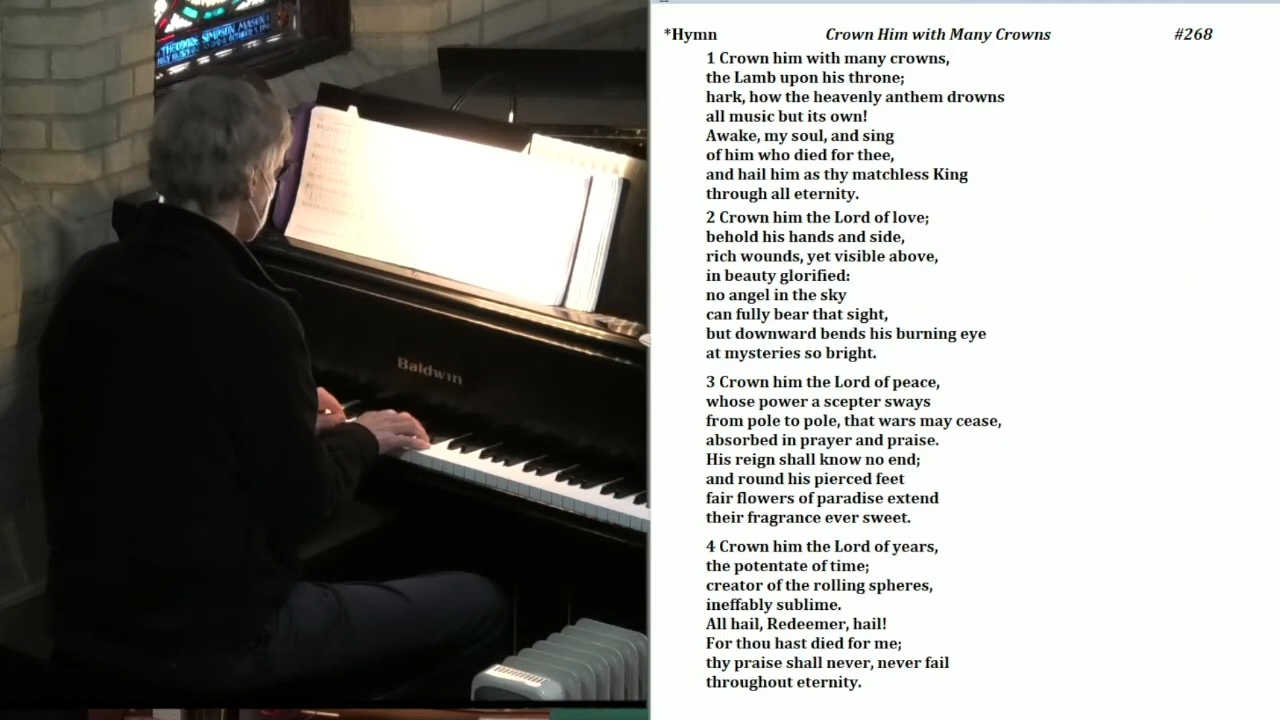 THEODORE SIMPSON MASON
Baldwin
*Hymn Crown Him with Many Crowns #268
1 Crown him with many crowns,
the Lamb upon his throne;
hark, how the heavenly anthem drowns
all music but its own!
Awake, my soul, and sing
of him who died for thee,
and hail him as thy matchless King
through all eternity.
2 Crown him the Lord of love;
behold his hands and side,
rich wounds, yet visible above,
in beauty glorified:
no angel in the sky
can fully bear that sight,
but downward bends his burning eye
at mysteries so bright.
3 Crown him the Lord of peace,
whose power a scepter sways
from pole to pole, that wars may cease,
absorbed in prayer and praise.
His reign shall know no end;
and round his pierced feet
fair flowers of paradise extend
their fragrance ever sweet.
4 Crown him the Lord of years,
the potentate of time;
creator of the rolling spheres,
ineffably sublime.
All hail, Redeemer, hail!
For thou hast died for me;
thy praise shall never, never fail
throughout eternity.